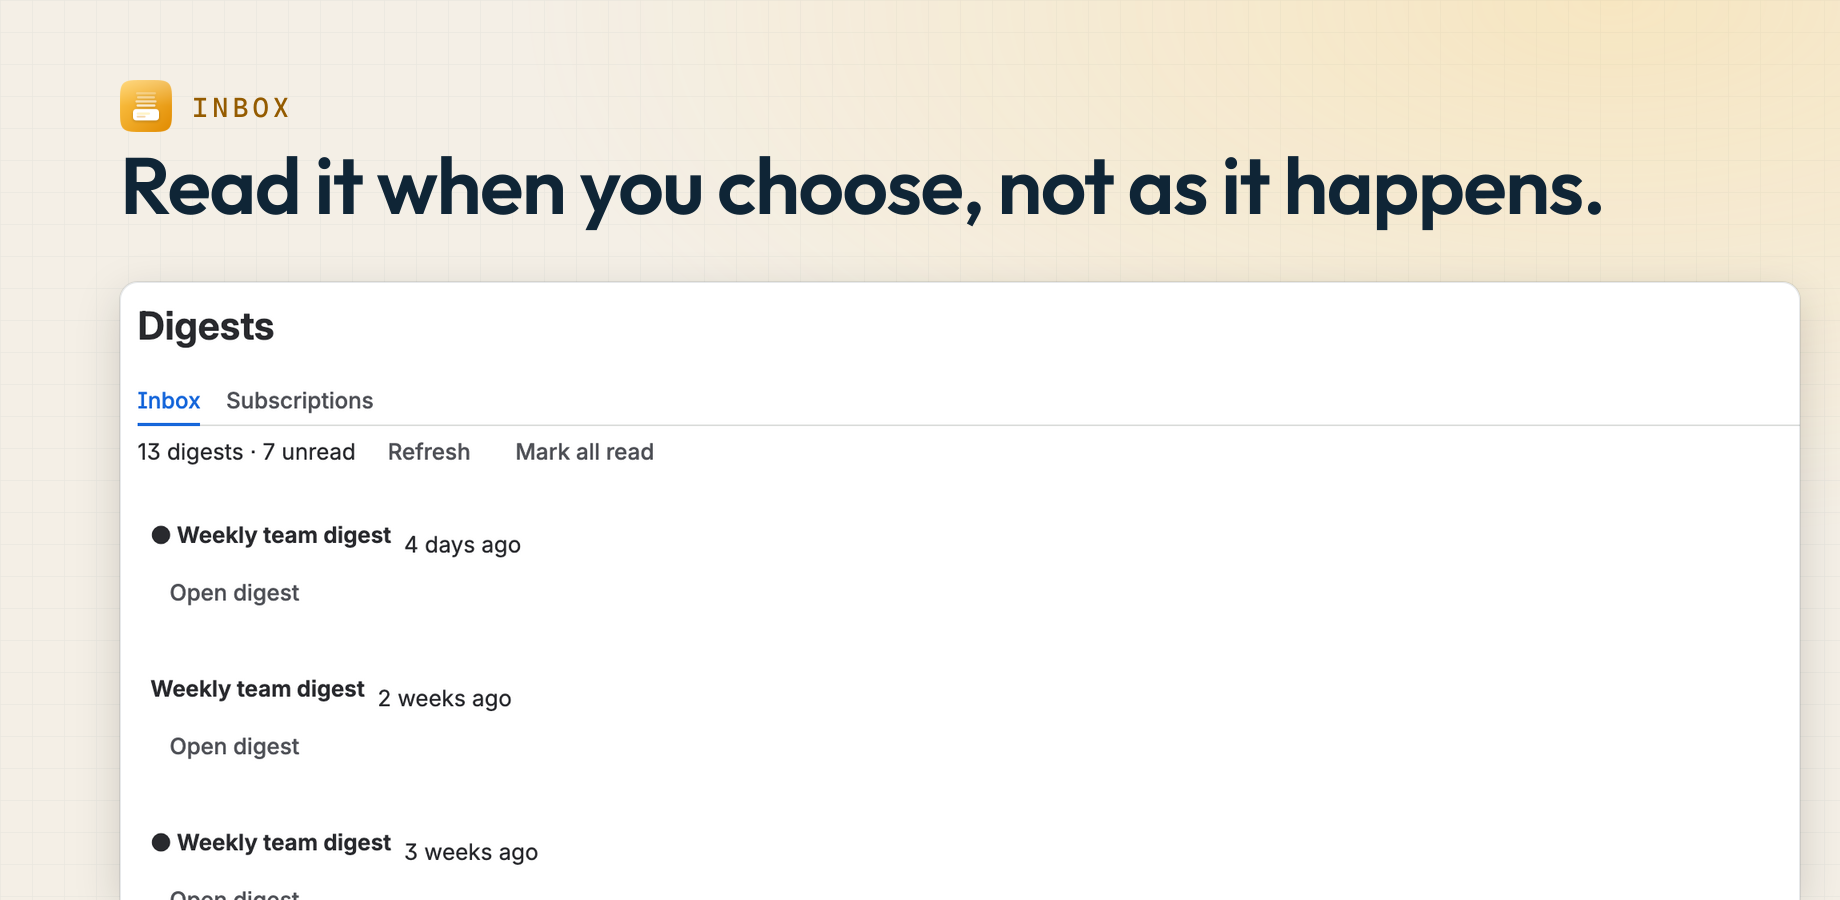 INBOX
Read it when you choose, not as it happens.
Digests
Inbox Subscriptions
13 digests · 7 unread Refresh Mark all read
Weekly team digest 4 days ago
Open digest
Weekly team digest 2 weeks ago
Open digest
Weekly team digest 3 weeks ago
Open digest